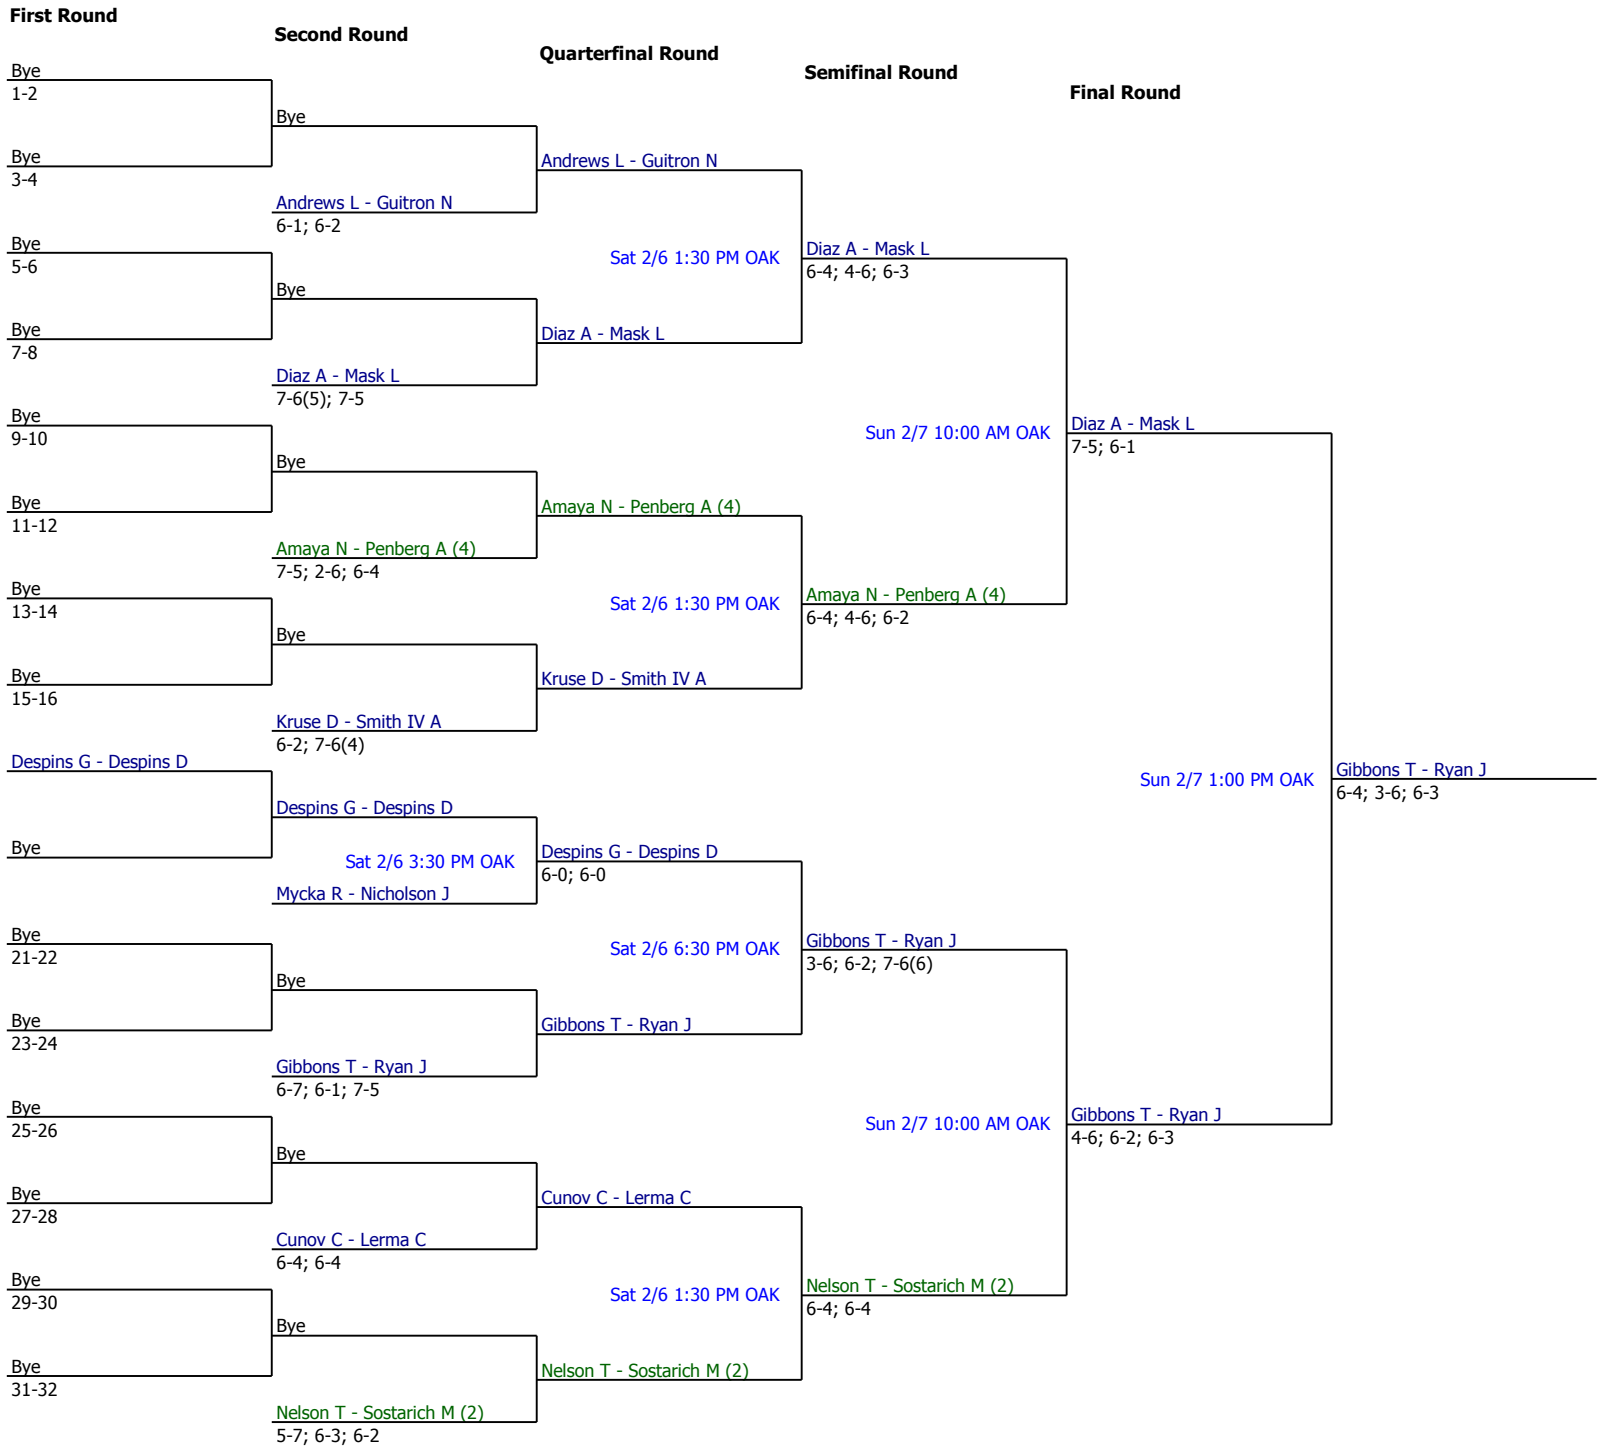 First Round
Second Round
Quarterfinal Round
Semifinal Round
Final Round
Bye
1-2
Bye
Bye
3-4
Andrews L - Guitron N
Andrews L - Guitron N
6-1; 6-2
Bye
5-6
Sat 2/6 1:30 PM OAK
Diaz A - Mask L
6-4; 4-6; 6-3
Bye
Bye
7-8
Diaz A - Mask L
Diaz A - Mask L
7-6(5); 7-5
Bye
9-10
Sun 2/7 10:00 AM OAK
Diaz A - Mask L
7-5; 6-1
Bye
Bye
11-12
Amaya N - Penberg A (4)
Amaya N - Penberg A (4)
7-5; 2-6; 6-4
Bye
13-14
Sat 2/6 1:30 PM OAK
Amaya N - Penberg A (4)
6-4; 4-6; 6-2
Bye
Bye
15-16
Kruse D - Smith IV A
Kruse D - Smith IV A
6-2; 7-6(4)
Despins G - Despins D
Sun 2/7 1:00 PM OAK
Gibbons T - Ryan J
6-4; 3-6; 6-3
Despins G - Despins D
Bye
Sat 2/6 3:30 PM OAK
Despins G - Despins D
6-0; 6-0
Mycka R - Nicholson J
Bye
21-22
Sat 2/6 6:30 PM OAK
Gibbons T - Ryan J
3-6; 6-2; 7-6(6)
Bye
Bye
23-24
Gibbons T - Ryan J
Gibbons T - Ryan J
6-7; 6-1; 7-5
Bye
25-26
Sun 2/7 10:00 AM OAK
Gibbons T - Ryan J
4-6; 6-2; 6-3
Bye
Bye
27-28
Cunov C - Lerma C
Cunov C - Lerma C
6-4; 6-4
Bye
29-30
Sat 2/6 1:30 PM OAK
Nelson T - Sostarich M (2)
6-4; 6-4
Bye
Bye
31-32
Nelson T - Sostarich M (2)
Nelson T - Sostarich M (2)
5-7; 6-3; 6-2